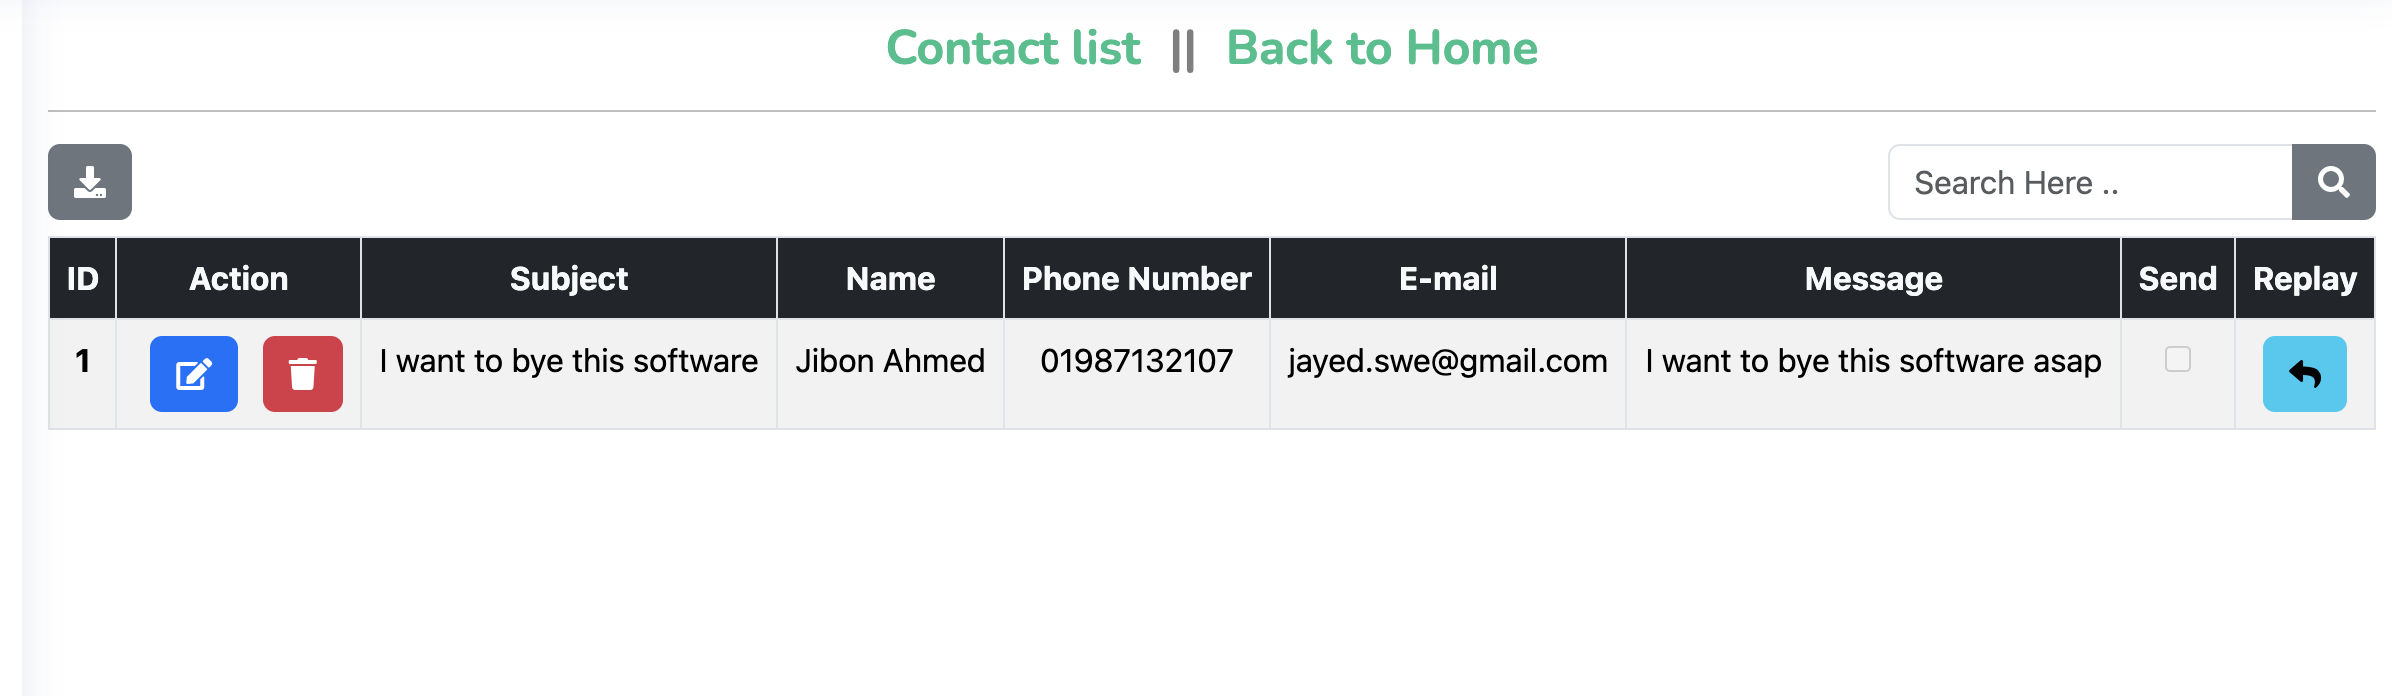 Contact list || Back to Home
Search Here ..
ID Action Subject Name Phone Number E-mail Message Send Replay
1 I want to bye this software Jibon Ahmed 01987132107 jayed.swe@gmail.com I want to bye this software asap